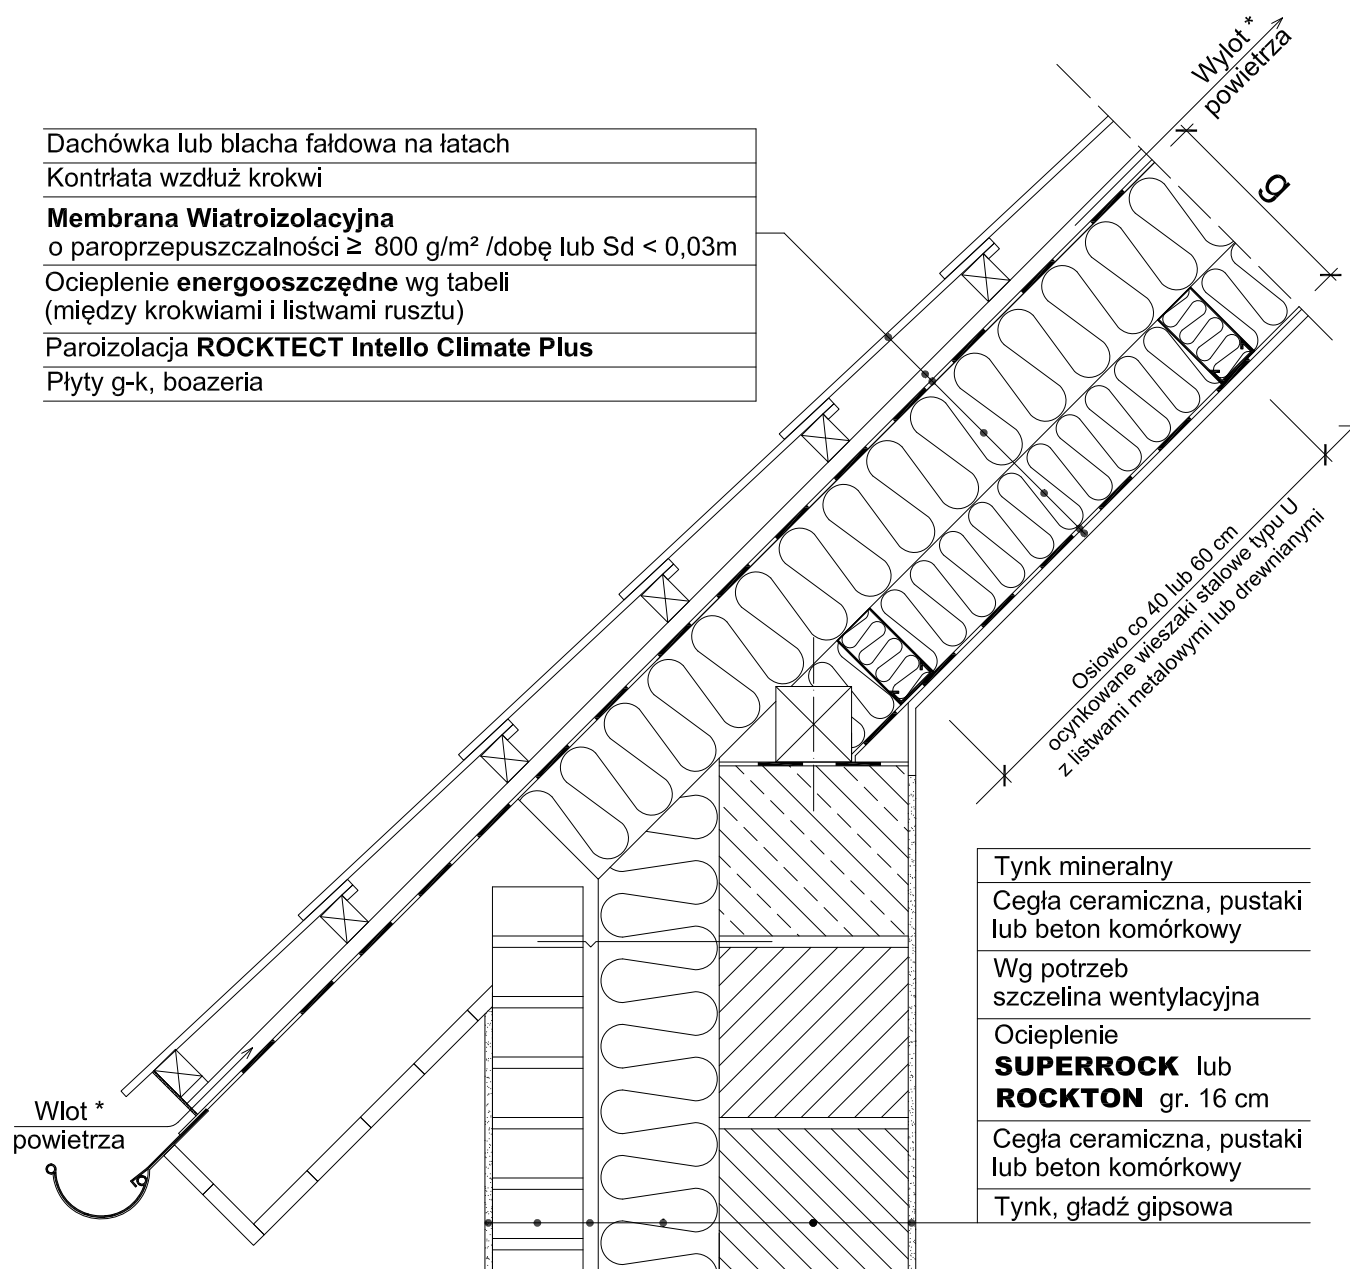 Wylot *
powietrza
g
Dachówka lub blacha fałdowa na łatach
Kontrłata wzdłuż krokwi
Membrana Wiatroizolacyjna
o paroprzepuszczalności ≥ 800 g/m² /dobę lub Sd < 0,03m
Ocieplenie energooszczędne wg tabeli
(między krokwiami i listwami rusztu)
Paroizolacja ROCKTECT Intello Climate Plus
Płyty g-k, boazeria
Osiowo co 40 lub 60 cm
ocynkowane wieszaki stalowe typu U
z listwami metalowymi lub drewnianymi
Tynk mineralny
Cegła ceramiczna, pustaki
lub beton komórkowy
Wg potrzeb
szczelina wentylacyjna
Ocieplenie
SUPERROCK lub
ROCKTON gr. 16 cm
Cegła ceramiczna, pustaki
lub beton komórkowy
Tynk, gładź gipsowa
Wlot *
powietrza